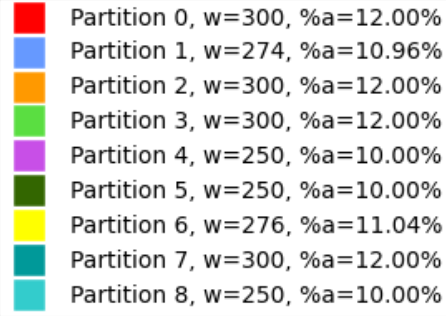 Partition 0, w=300, %a=12.00%
Partition 1, w=274, %a=10.96%
Partition 2, w=300, %a=12.00%
Partition 3, w=300, %a=12.00%
Partition 4, w=250, %a=10.00%
Partition 5, w=250, %a=10.00%
Partition 6, w=276, %a=11.04%
Partition 7, w=300, %a=12.00%
Partition 8, w=250, %a=10.00%